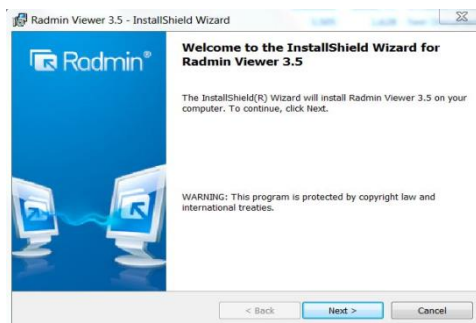 Radmin Viewer 3.5 - InstallShield Wizard
Radmin®
Welcome to the InstallShield Wizard for
Radmin Viewer 3.5
The InstallShield(R) Wizard will install Radmin Viewer 3.5 on your
computer. To continue, click Next.
WARNING: This program is protected by copyright law and
international treaties.
< Back
Next >
Cancel